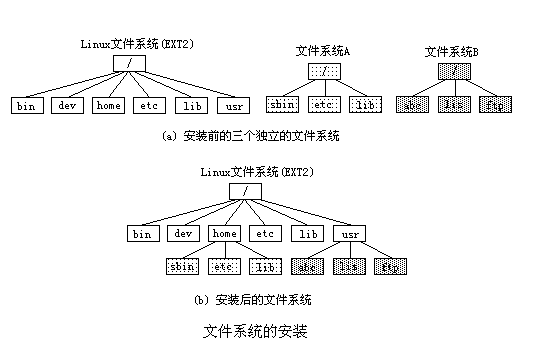 Linux文件系统(EXT2)
文件系统A
文件系统B
/
/
/
bin dev home etc lib usr
sbin etc lib
abc lis ftp
(a) 安装前的三个独立的文件系统
Linux文件系统(EXT2)
/
bin dev home etc lib usr
sbin etc lib
abc lis ftp
(b) 安装后的文件系统
文件系统的安装